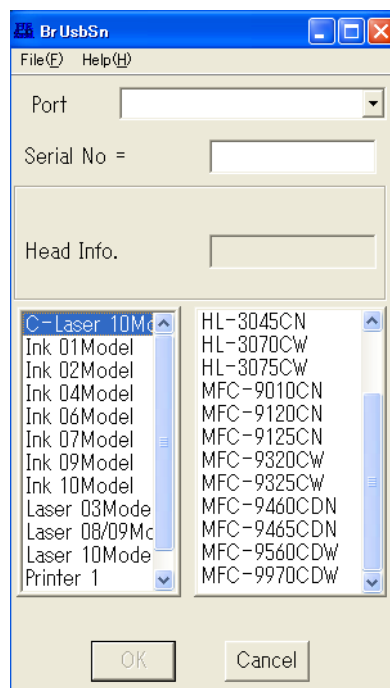 BrUsbSn
File(F) Help(H)
Port
Serial No =
Head Info.
C-Laser 10Mo
Ink 01Model
Ink 02Model
Ink 04Model
Ink 06Model
Ink 07Model
Ink 09Model
Ink 10Model
Laser 03Mode
Laser 08/09Mo
Laser 10Mode
Printer 1
HL-3045CN
HL-3070CW
HL-3075CW
MFC-9010CN
MFC-9120CN
MFC-9125CN
MFC-9320CW
MFC-9325CW
MFC-9460CDN
MFC-9465CDN
MFC-9560CDW
MFC-9970CDW
OK Cancel